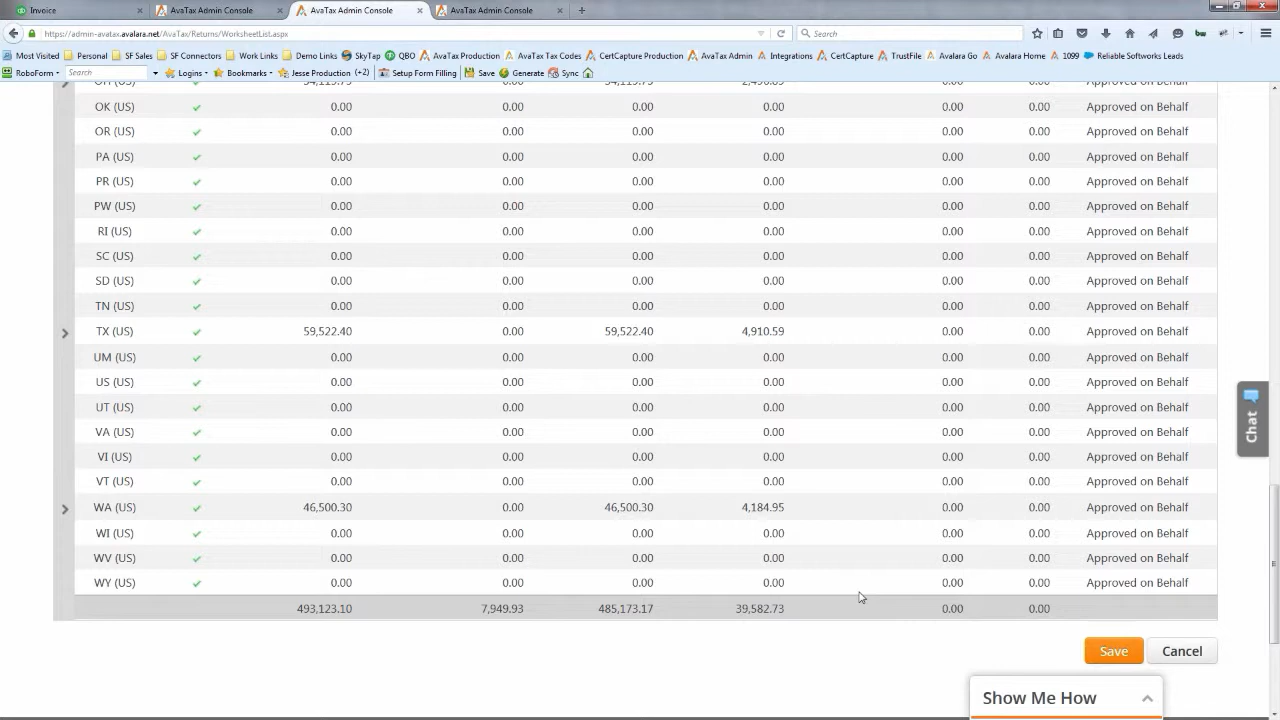 Invoice × AvaTax Admin Console × AvaTax Admin Console × AvaTax Admin Console × +
https://admin-avatax.avalara.net/AvaTax/Returns/WorksheetList.aspx Search
Most Visited Personal SF Sales SF Connectors Work Links Demo Links SkyTap QBO AvaTax Production AvaTax Tax Codes CertCapture Production AvaTax Admin Sanctions CertCapture TrustFile Avalara Go Avalara Home 1099 Reliable Softworks Leads
RoboForm Search Logins Bookmarks Jesse Production (+2) Setup Form Filling Save Generate Sync
OK (US) 0.00 0.00 0.00 0.00 0.00 0.00 Approved on Behalf
OR (US) 0.00 0.00 0.00 0.00 0.00 0.00 Approved on Behalf
PA (US) 0.00 0.00 0.00 0.00 0.00 0.00 Approved on Behalf
PR (US) 0.00 0.00 0.00 0.00 0.00 0.00 Approved on Behalf
PW (US) 0.00 0.00 0.00 0.00 0.00 0.00 Approved on Behalf
RI (US) 0.00 0.00 0.00 0.00 0.00 0.00 Approved on Behalf
SC (US) 0.00 0.00 0.00 0.00 0.00 0.00 Approved on Behalf
SD (US) 0.00 0.00 0.00 0.00 0.00 0.00 Approved on Behalf
TN (US) 0.00 0.00 0.00 0.00 0.00 0.00 Approved on Behalf
TX (US) 59,522.40 0.00 59,522.40 4,910.59 0.00 0.00 Approved on Behalf
UM (US) 0.00 0.00 0.00 0.00 0.00 0.00 Approved on Behalf
US (US) 0.00 0.00 0.00 0.00 0.00 0.00 Approved on Behalf
UT (US) 0.00 0.00 0.00 0.00 0.00 0.00 Approved on Behalf
VA (US) 0.00 0.00 0.00 0.00 0.00 0.00 Approved on Behalf
VI (US) 0.00 0.00 0.00 0.00 0.00 0.00 Approved on Behalf
VT (US) 0.00 0.00 0.00 0.00 0.00 0.00 Approved on Behalf
WA (US) 46,500.30 0.00 46,500.30 4,184.95 0.00 0.00 Approved on Behalf
WI (US) 0.00 0.00 0.00 0.00 0.00 0.00 Approved on Behalf
WV (US) 0.00 0.00 0.00 0.00 0.00 0.00 Approved on Behalf
WY (US) 0.00 0.00 0.00 0.00 0.00 0.00 Approved on Behalf
493,123.10 7,949.93 485,173.17 39,582.73 0.00 0.00
Chat
Save Cancel
Show Me How